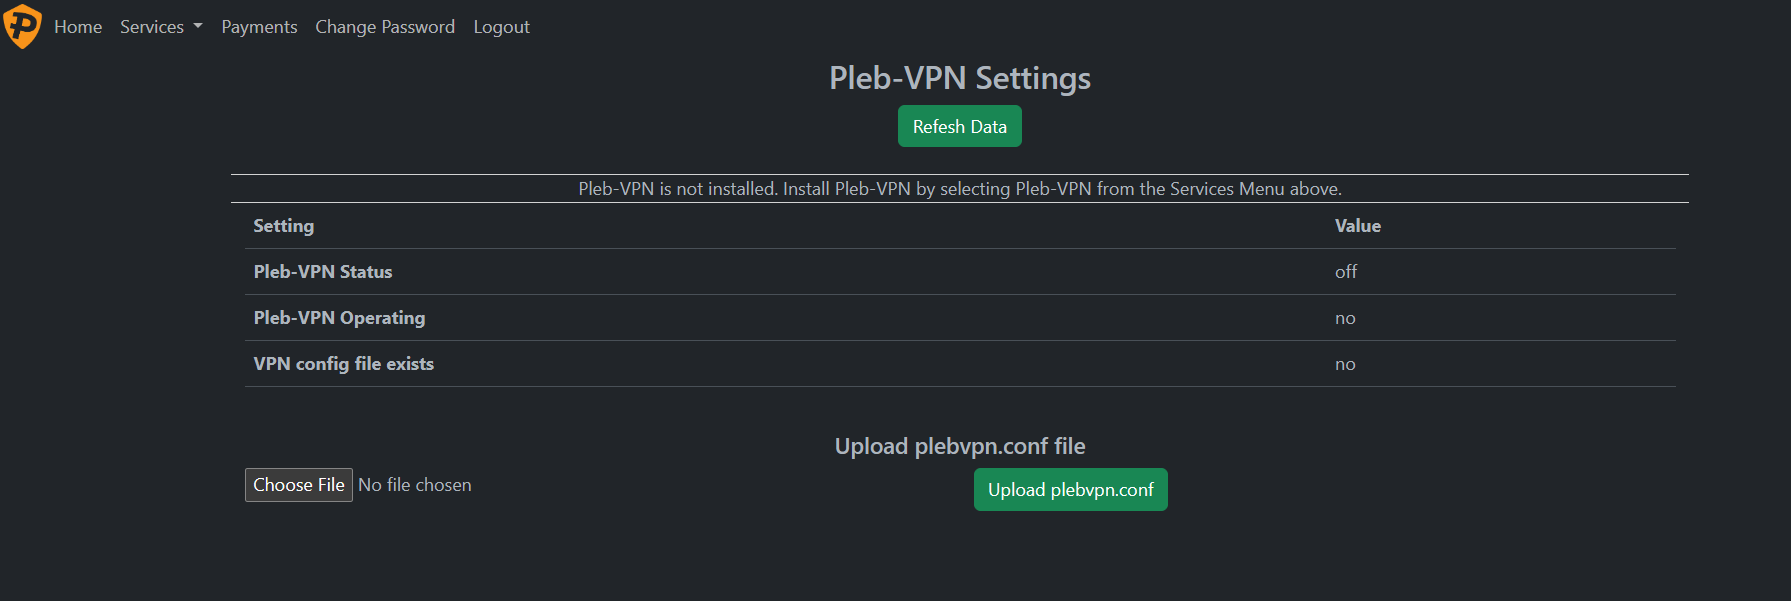 Home Services Payments Change Password Logout
Pleb-VPN Settings
Refesh Data
Pleb-VPN is not installed. Install Pleb-VPN by selecting Pleb-VPN from the Services Menu above.
Setting Value
Pleb-VPN Status off
Pleb-VPN Operating no
VPN config file exists no
Upload plebvpn.conf file
Choose File No file chosen Upload plebvpn.conf